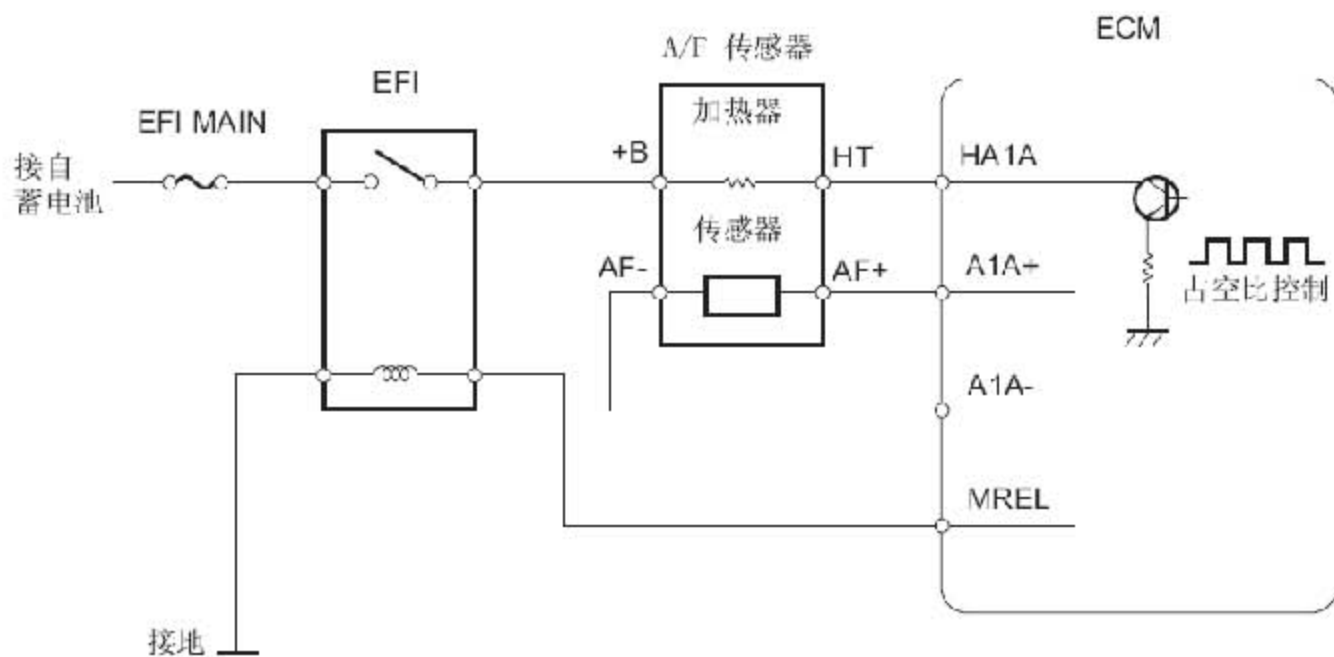 ECM
A/F 传感器
EFI
加热器
EFI MAIN
+B
HT
HA1A
接自
蓄电池
传感器
AF-
AF+
A1A+
占空比控制
A1A-
MREL
接地